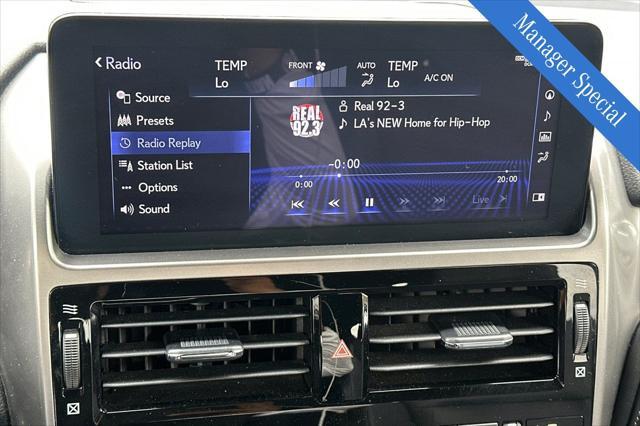 Manager Special
Radio
TEMP
Lo
FRONT
AUTO
TEMP
Lo
A/C ON
Source
Presets
Radio Replay
Station List
Options
Sound
REAL
92.3
Real 92-3
LA's NEW Home for Hip-Hop
-0:00
0:00
20:00
Live